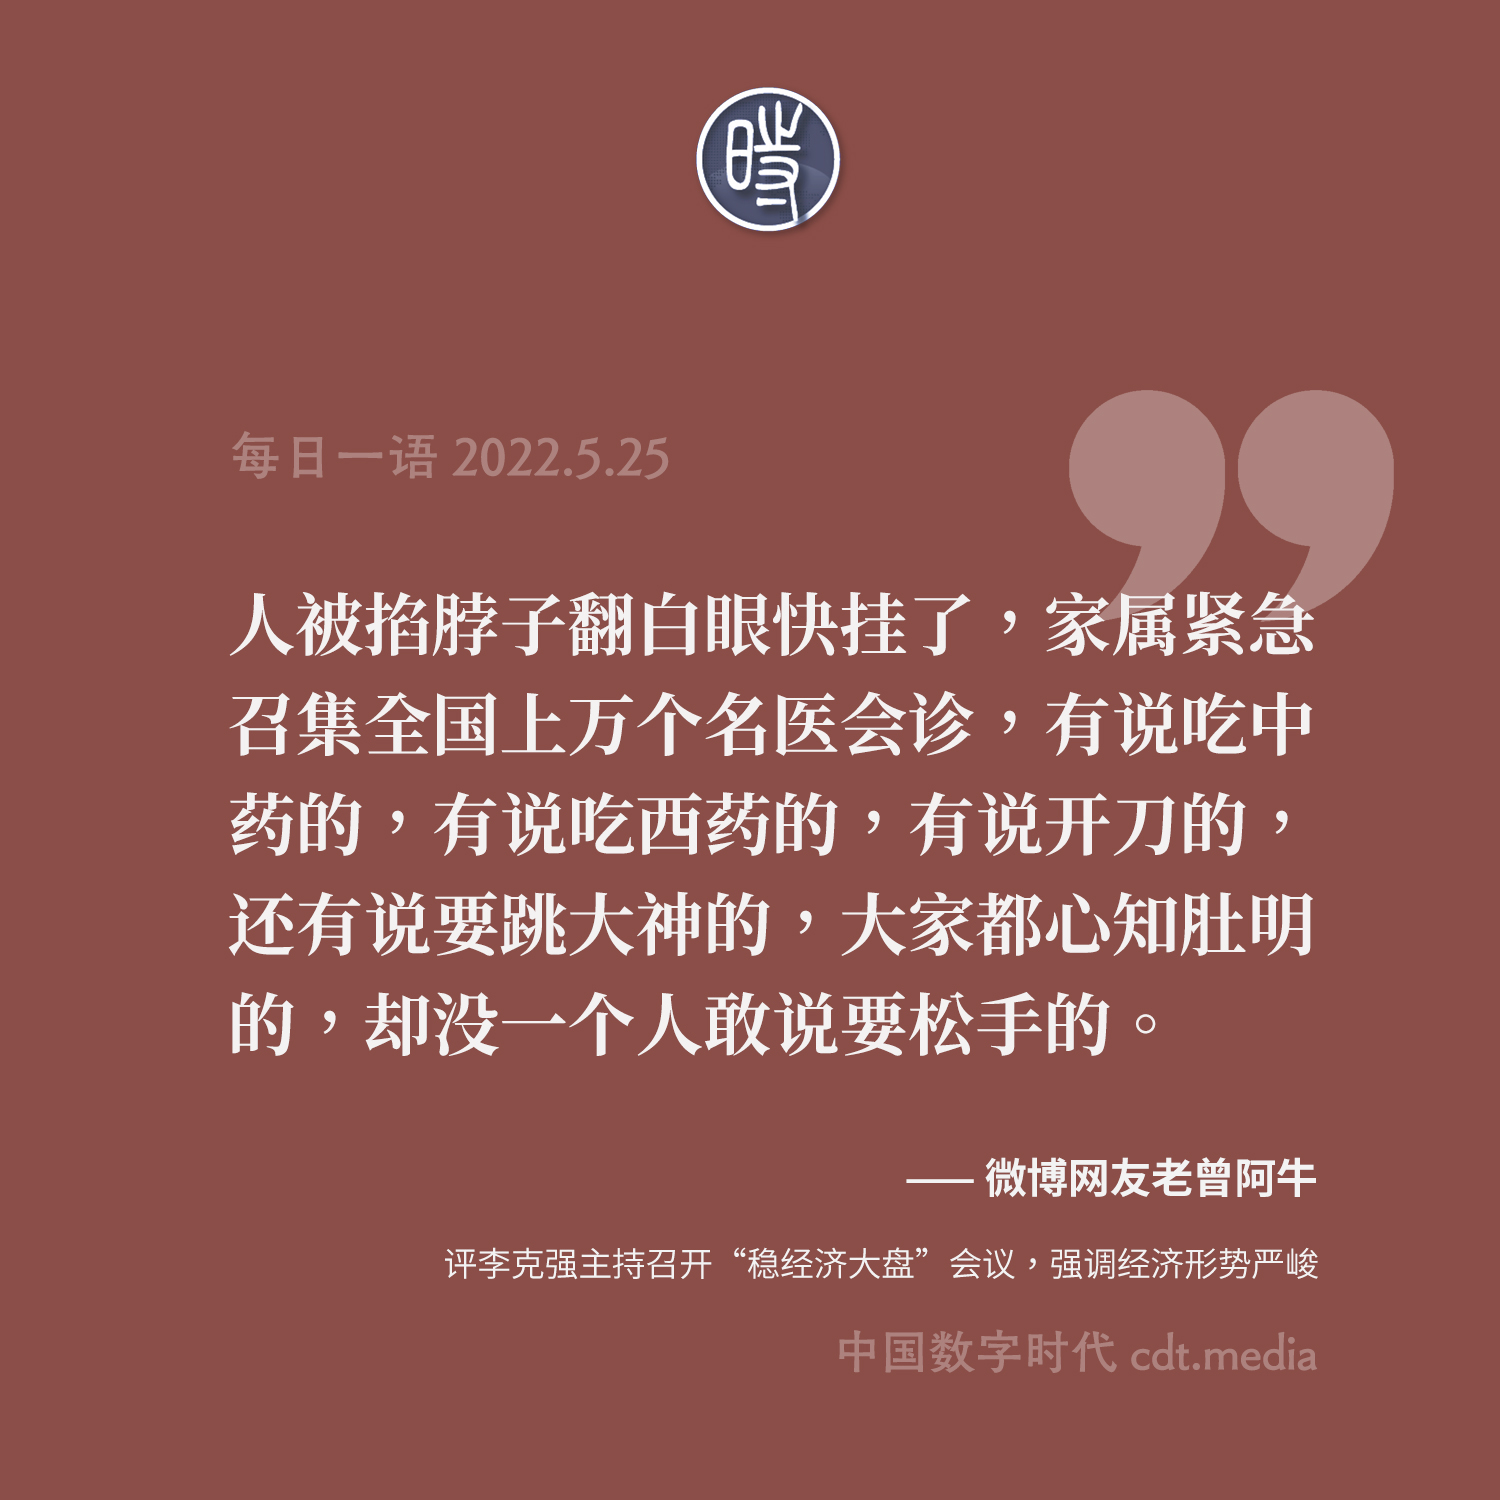 時
每日一语 2022.5.25
人被掐脖子翻白眼快挂了，家属紧急
召集全国上万个名医会诊，有说吃中
药的，有说吃西药的，有说开刀的，
还有说要跳大神的，大家都心知肚明
的，却没一个人敢说要松手的。
—— 微博网友老曾阿牛
评李克强主持召开“稳经济大盘”会议，强调经济形势严峻
中国数字时代 cdt.media